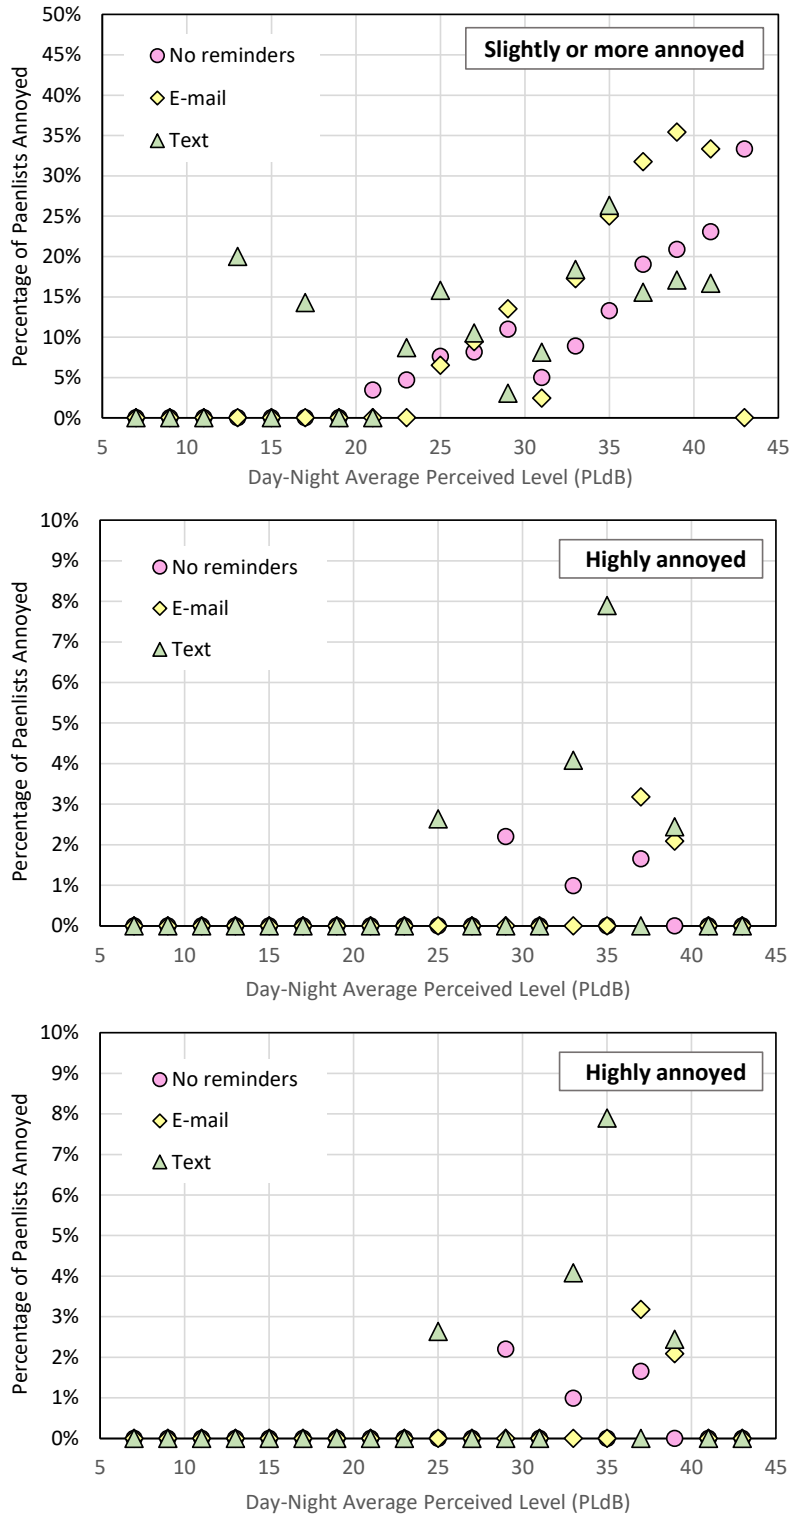 50%
45%
40%
35%
30%
25%
20%
15%
10%
5%
0%
Percentage of Paenlists Annoyed
No reminders
E-mail
Text
Slightly or more annoyed
5 10 15 20 25 30 35 40 45
Day-Night Average Perceived Level (PLdB)
10%
9%
8%
7%
6%
5%
4%
3%
2%
1%
0%
Percentage of Paenlists Annoyed
No reminders
E-mail
Text
Highly annoyed
5 10 15 20 25 30 35 40 45
Day-Night Average Perceived Level (PLdB)
10%
9%
8%
7%
6%
5%
4%
3%
2%
1%
0%
Percentage of Paenlists Annoyed
No reminders
E-mail
Text
Highly annoyed
5 10 15 20 25 30 35 40 45
Day-Night Average Perceived Level (PLdB)